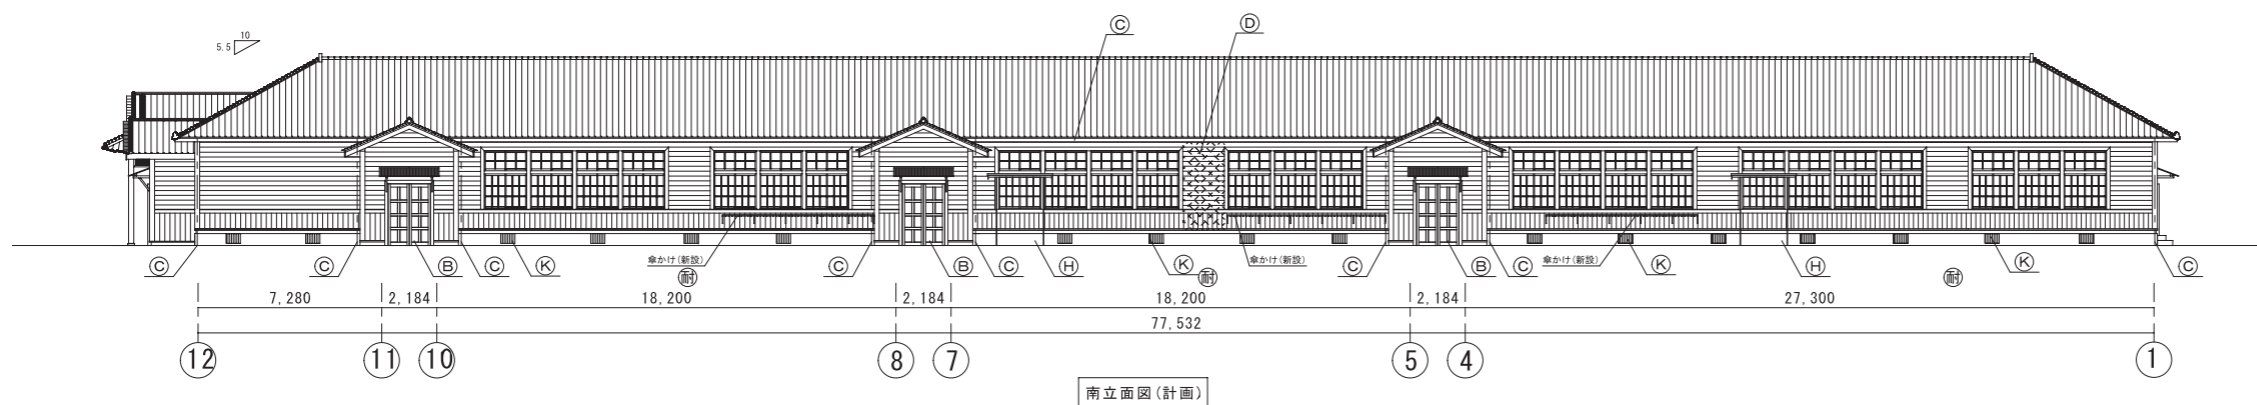 Ⓒ Ⓓ
10
5.5
傘かけ(新設) 傘かけ(新設) 傘かけ(新設)
Ⓒ Ⓒ Ⓑ Ⓒ Ⓚ Ⓒ Ⓑ Ⓒ Ⓗ Ⓚ Ⓒ Ⓑ Ⓒ Ⓚ Ⓗ Ⓚ Ⓒ
耐 耐 耐
7,280 2,184 18,200 2,184 18,200 2,184 27,300
77,532
⑫ ⑪ ⑩ ⑧ ⑦ ⑤ ④ ①
南立面図(計画)